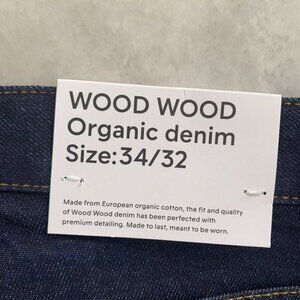 WOOD WOOD
Organic denim
Size:34/32
Made from European organic cotton, the fit and quality
of Wood Wood denim has been perfected with
premium detailing. Made to last, meant to be worn.